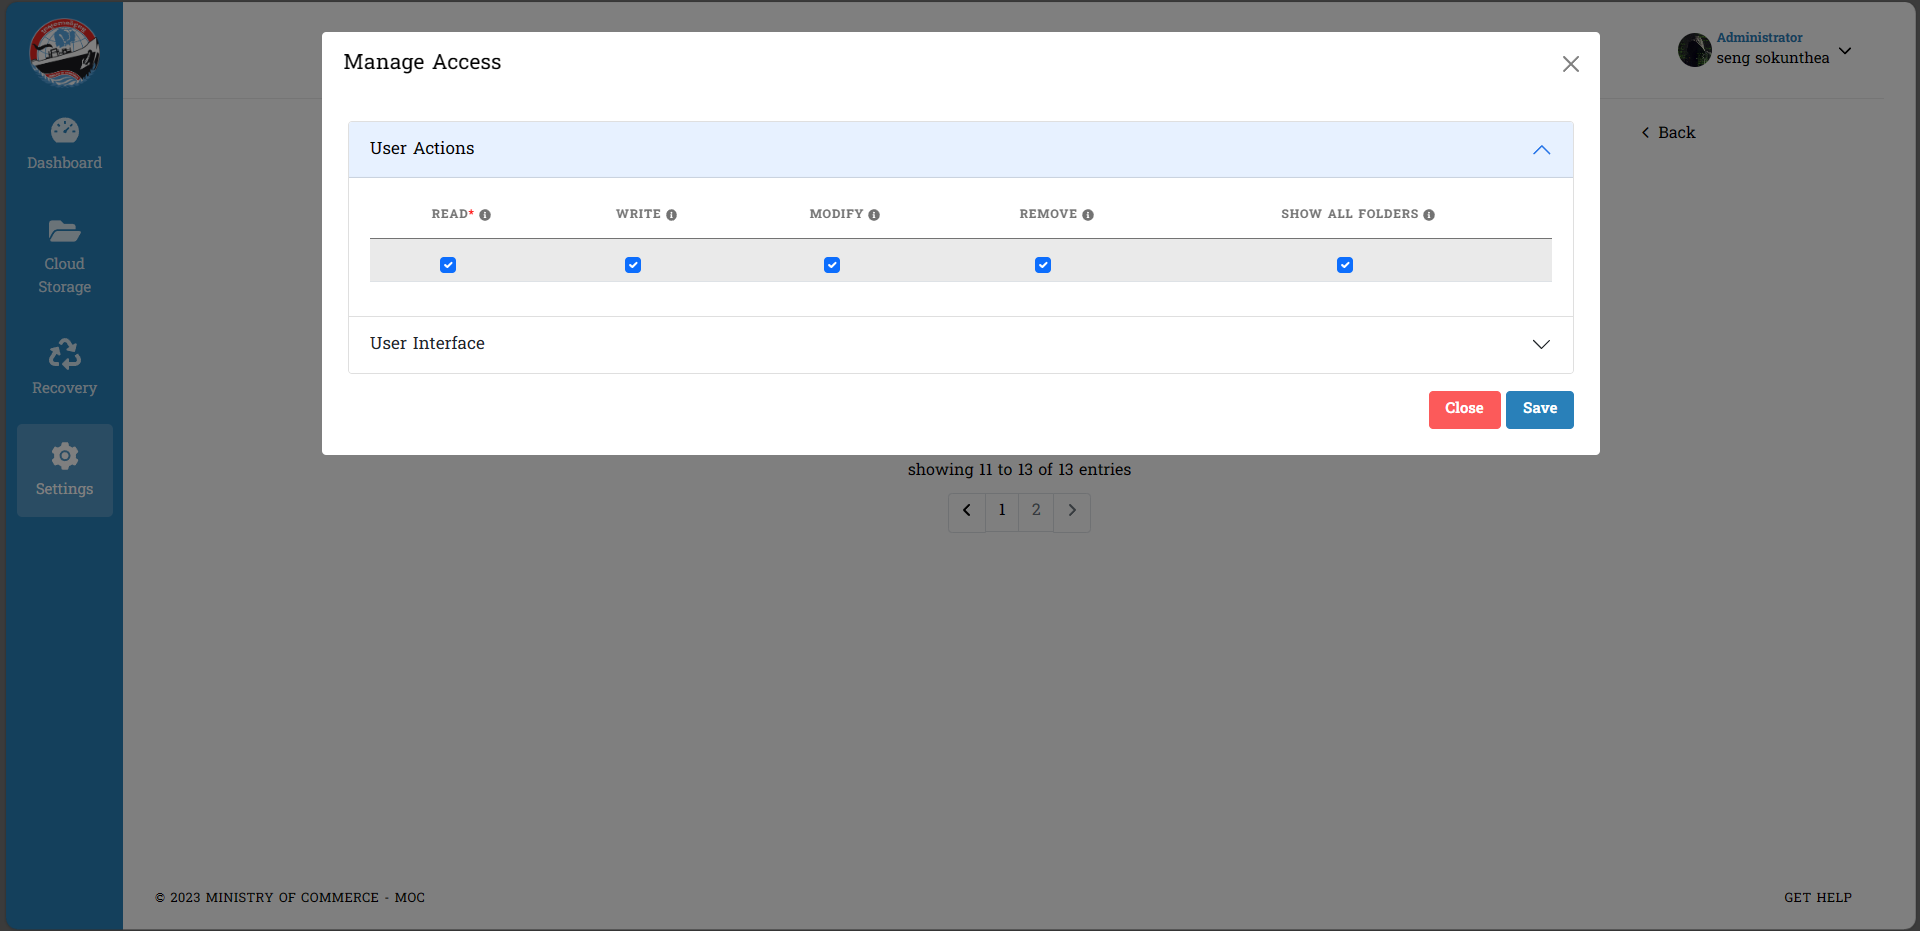 Manage Access
Administrator
seng sokunthea
Back
Dashboard
Cloud
Storage
Recovery
Settings
User Actions
READ*
WRITE
MODIFY
REMOVE
SHOW ALL FOLDERS
User Interface
Close
Save
showing 11 to 13 of 13 entries
1
2
© 2023 MINISTRY OF COMMERCE - MOC
GET HELP